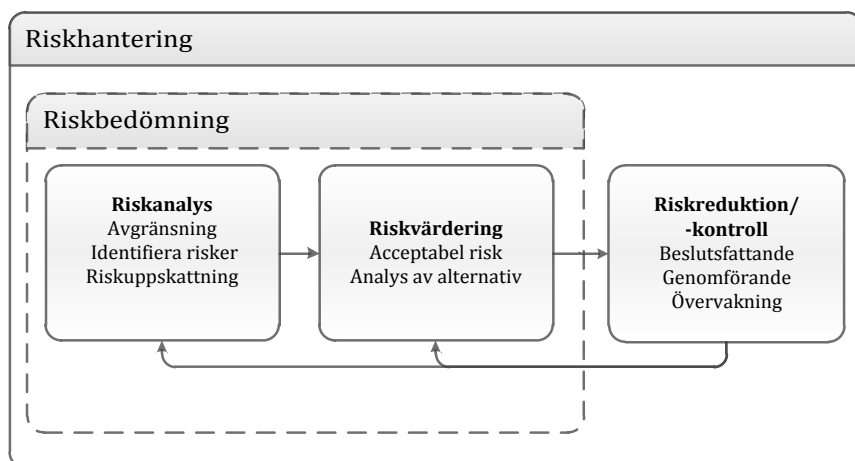 Riskhantering
Riskbedömning
Riskanalys
Avgränsning
Identifiera risker
Riskuppskattning
Riskvärdering
Acceptabel risk
Analys av alternativ
Riskreduktion/
-kontroll
Beslutsfattande
Genomförande
Övervakning